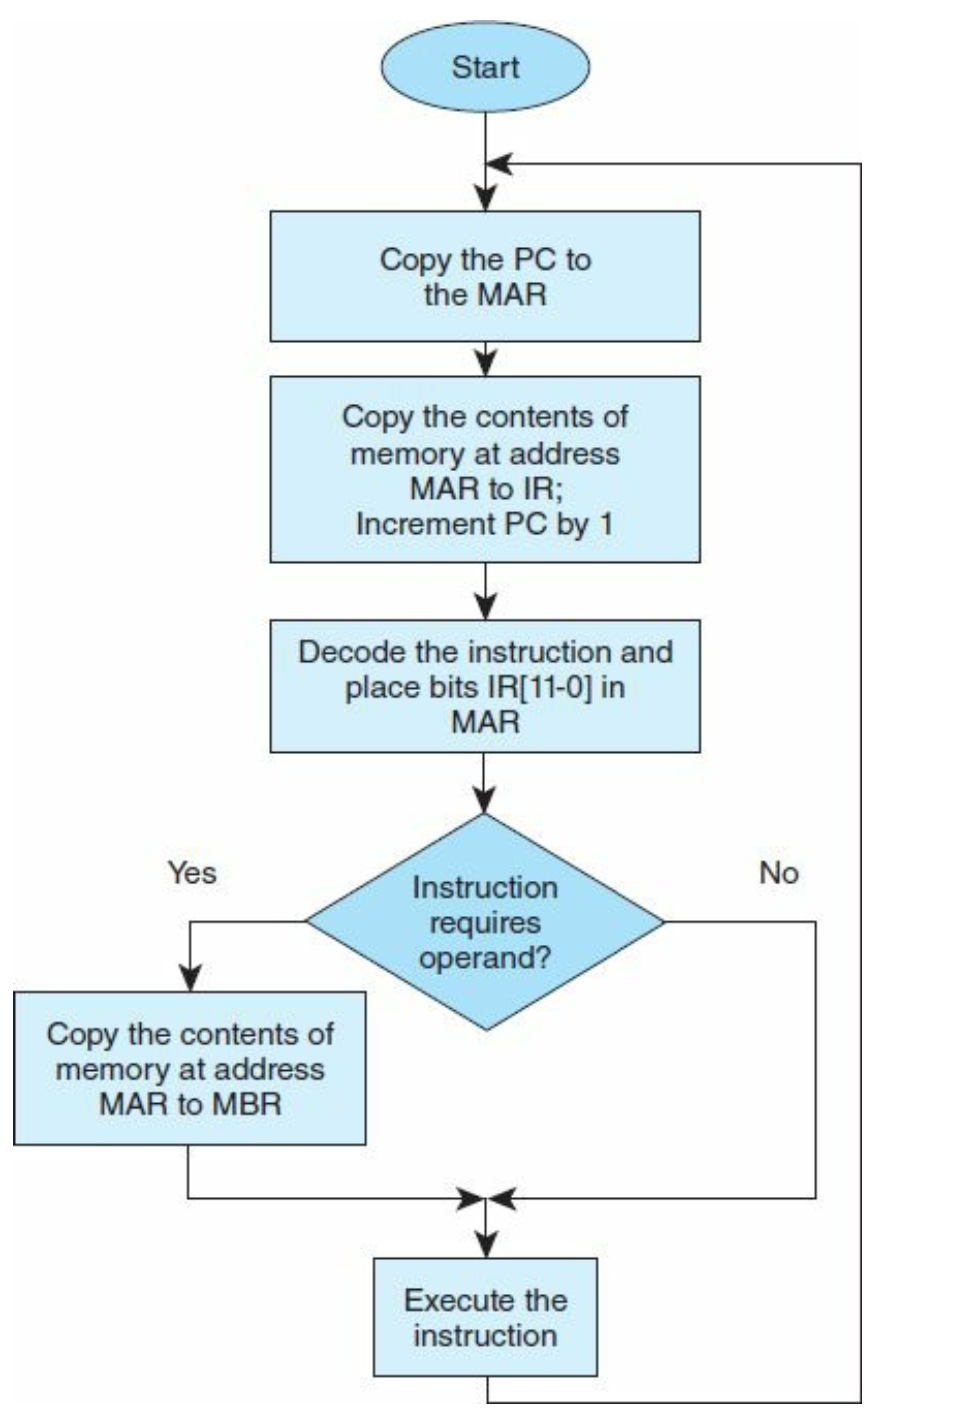 Start
Copy the PC to
the MAR
Copy the contents of
memory at address
MAR to IR;
Increment PC by 1
Decode the instruction and
place bits IR[11-0] in
MAR
Yes
No
Instruction
requires
operand?
Copy the contents of
memory at address
MAR to MBR
Execute the
instruction